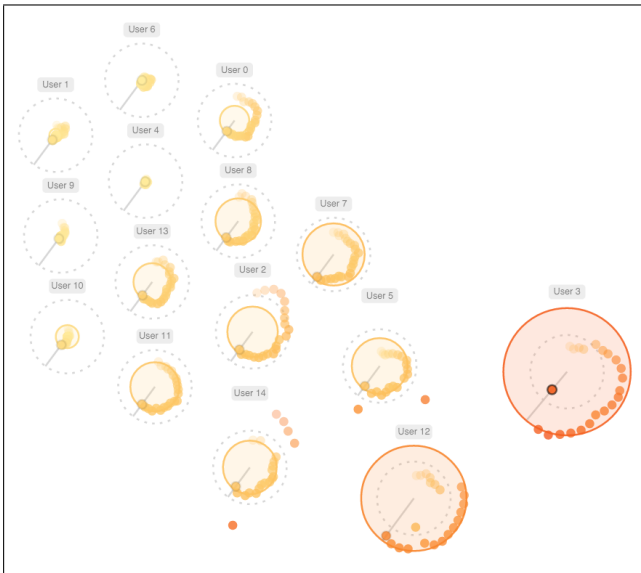 User 6
User 0
User 1
User 4
User 8
User 9
User 7
User 13
User 2
User 10
User 5
User 3
User 11
User 14
User 12